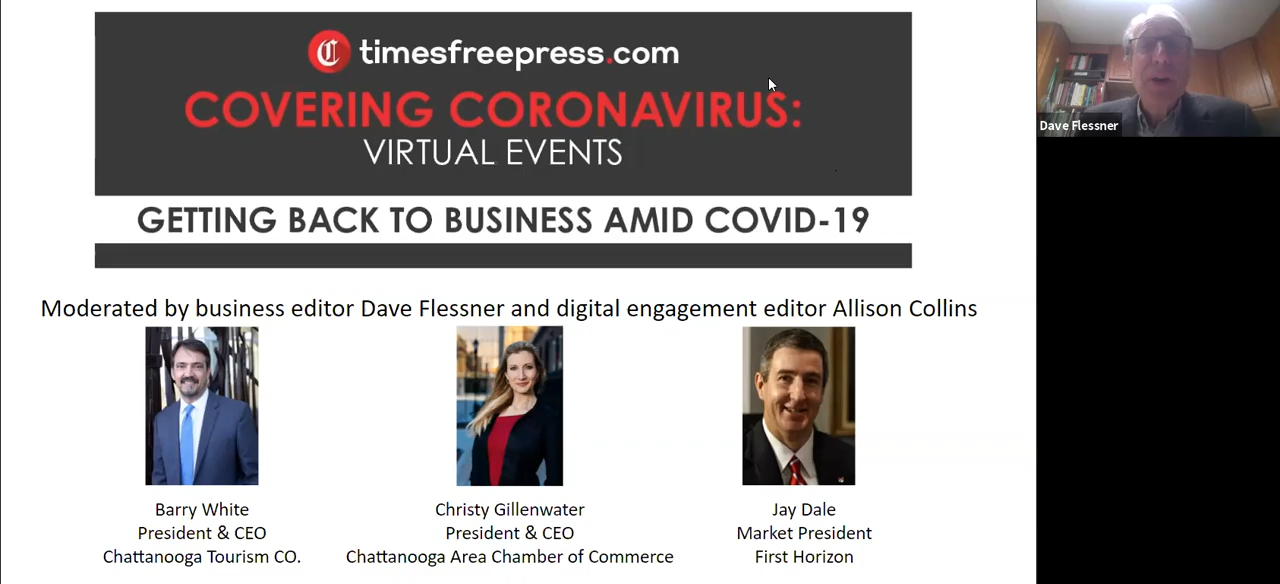 timesfreepress.com
COVERING CORONAVIRUS:
VIRTUAL EVENTS
GETTING BACK TO BUSINESS AMID COVID-19
Moderated by business editor Dave Flessner and digital engagement editor Allison Collins
Barry White
President & CEO
Chattanooga Tourism CO.
Christy Gillenwater
President & CEO
Chattanooga Area Chamber of Commerce
Jay Dale
Market President
First Horizon
Dave Flessner